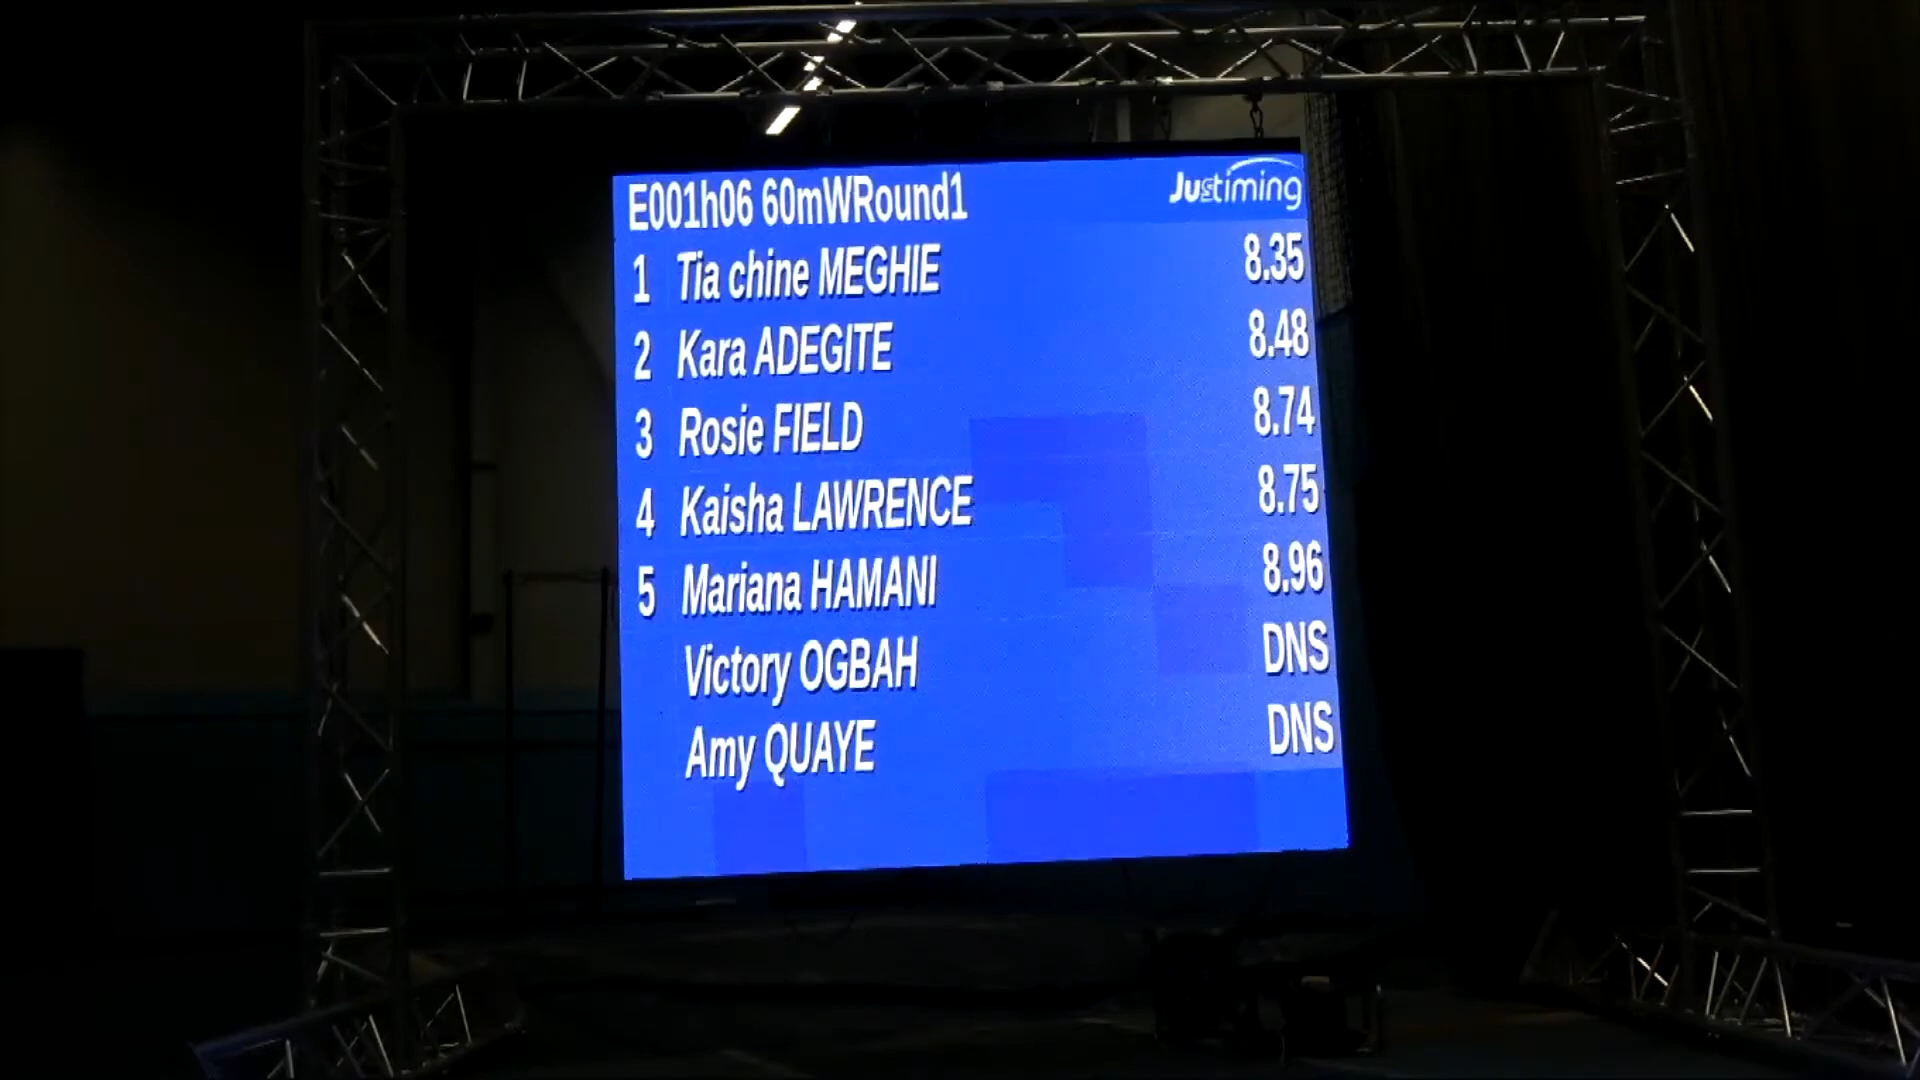 E001h06 60mWRound1 Justiming
1 Tia chine MEGHIE 8.35
2 Kara ADEGITE 8.48
3 Rosie FIELD 8.74
4 Kaisha LAWRENCE 8.75
5 Mariana HAMANI 8.96
Victory OGBAH DNS
Amy QUAYE DNS